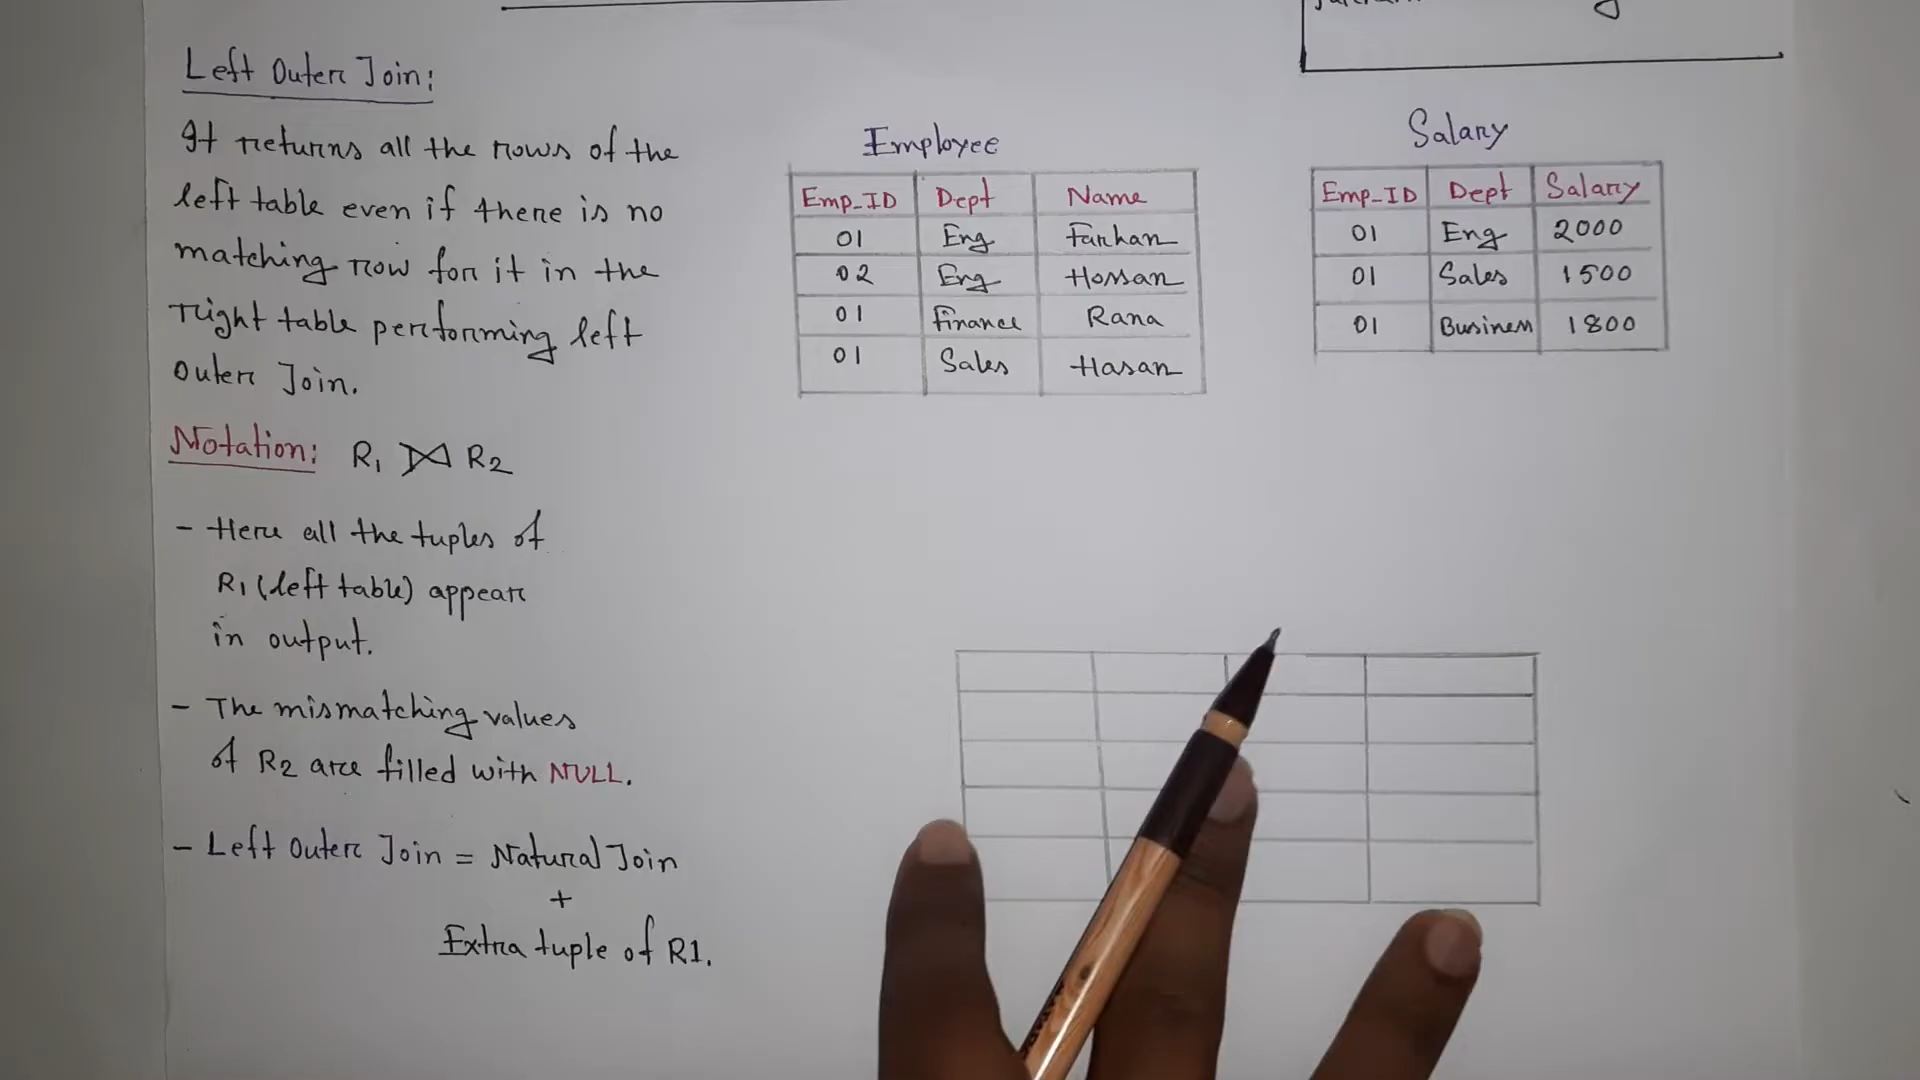 Left Outer Join:
It returns all the rows of the
left table even if there is no
matching row for it in the
right table performing left
outer Join.
Notation: R1 ⟕ R2
- Here all the tuples of
R1 (left table) appear
in output.
- The mismatching values
of R2 are filled with NULL.
- Left Outer Join = Natural Join
+
Extra tuple of R1.
Employee
Emp_ID Dept Name
01 Eng Farhan
02 Eng Hossan
01 Finance Rana
01 Sales Hasan
Salary
Emp_ID Dept Salary
01 Eng 2000
01 Sales 1500
01 Business 1800